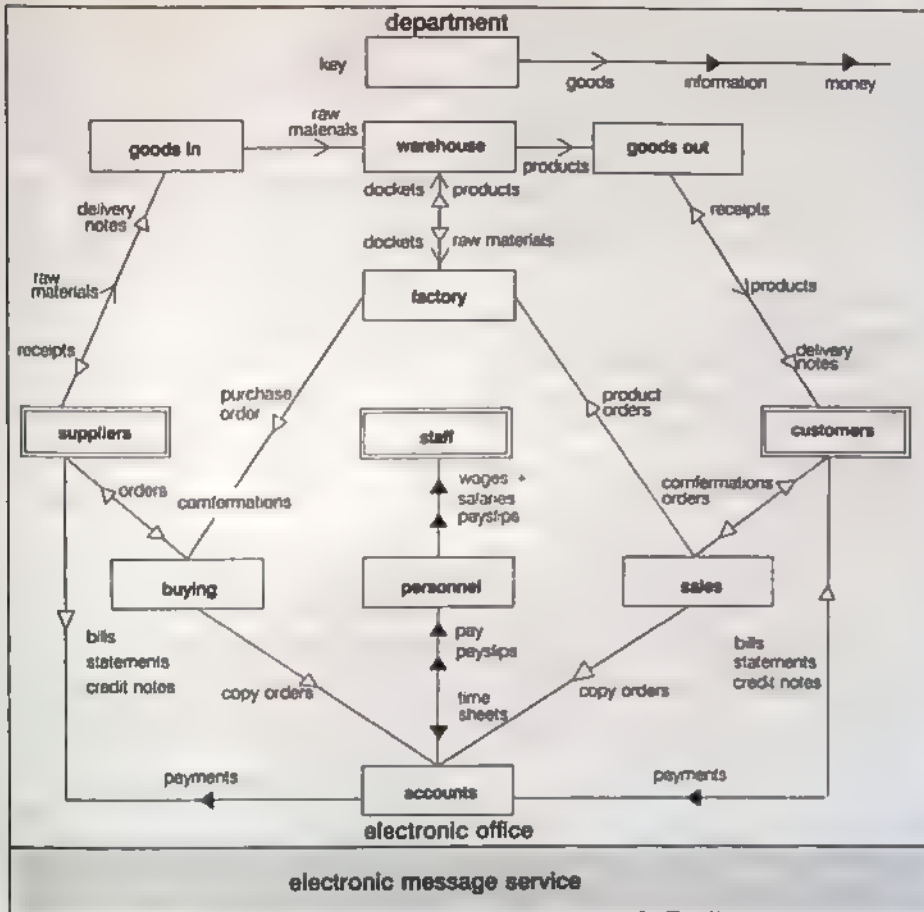 department
key
goods
information
money
raw
materials
goods in
warehouse
goods out
products
dockets
products
delivery
notes
receipts
dockets
raw materials
raw
materials
factory
products
receipts
delivery
notes
purchase
order
product
orders
suppliers
staff
customers
orders
wages +
salaries
payslips
comformations
comformations
orders
buying
personnel
sales
bills
statements
credit notes
pay
payslips
bills
statements
credit notes
copy orders
time
sheets
copy orders
payments
accounts
payments
electronic office
electronic message service